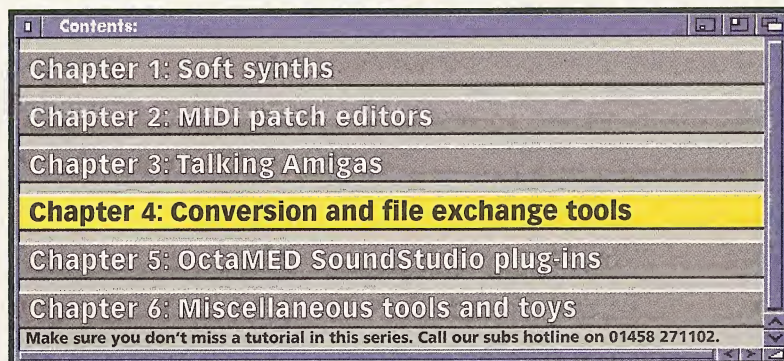 Contents:
Chapter 1: Soft synths
Chapter 2: MIDI patch editors
Chapter 3: Talking Amigas
Chapter 4: Conversion and file exchange tools
Chapter 5: OctaMED SoundStudio plug-ins
Chapter 6: Miscellaneous tools and toys
Make sure you don't miss a tutorial in this series. Call our subs hotline on 01458 271102.